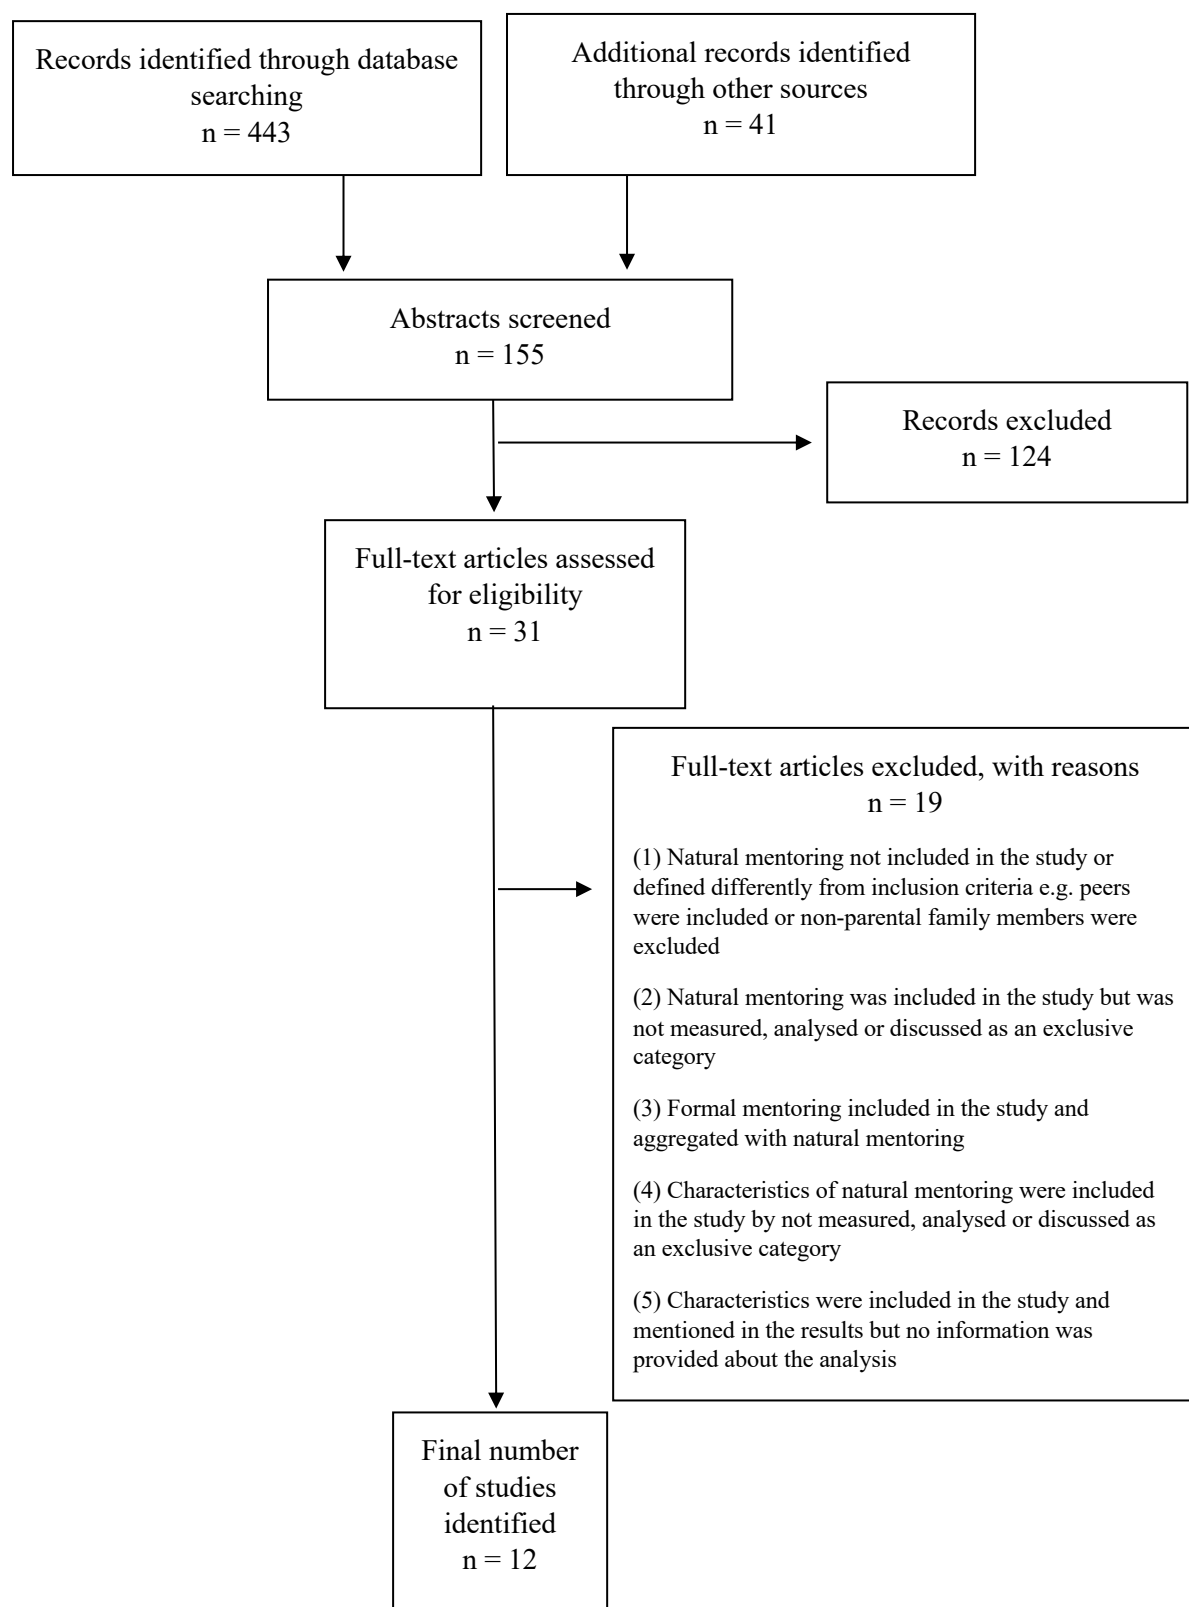 Records identified through database
searching
n = 443
Additional records identified
through other sources
n = 41
Abstracts screened
n = 155
Records excluded
n = 124
Full-text articles assessed
for eligibility
n = 31
Full-text articles excluded, with reasons
n = 19
(1) Natural mentoring not included in the study or
defined differently from inclusion criteria e.g. peers
were included or non-parental family members were
excluded
(2) Natural mentoring was included in the study but was
not measured, analysed or discussed as an exclusive
category
(3) Formal mentoring included in the study and
aggregated with natural mentoring
(4) Characteristics of natural mentoring were included
in the study by not measured, analysed or discussed as
an exclusive category
(5) Characteristics were included in the study and
mentioned in the results but no information was
provided about the analysis
Final number
of studies
identified
n = 12